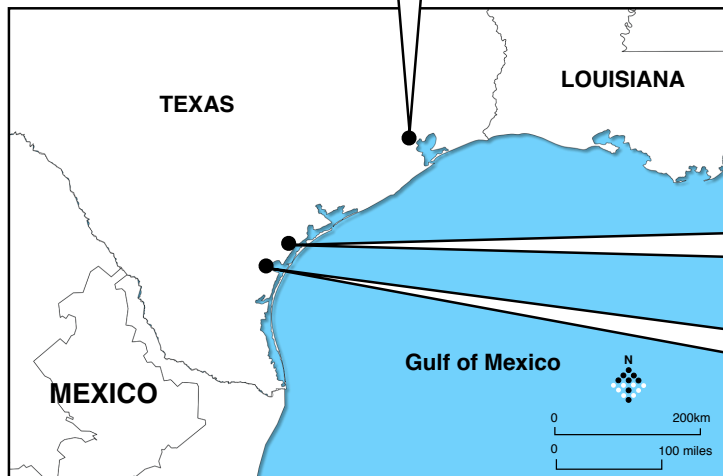 LOUISIANA
TEXAS
Gulf of Mexico
N
MEXICO
0 200km
0 100 miles